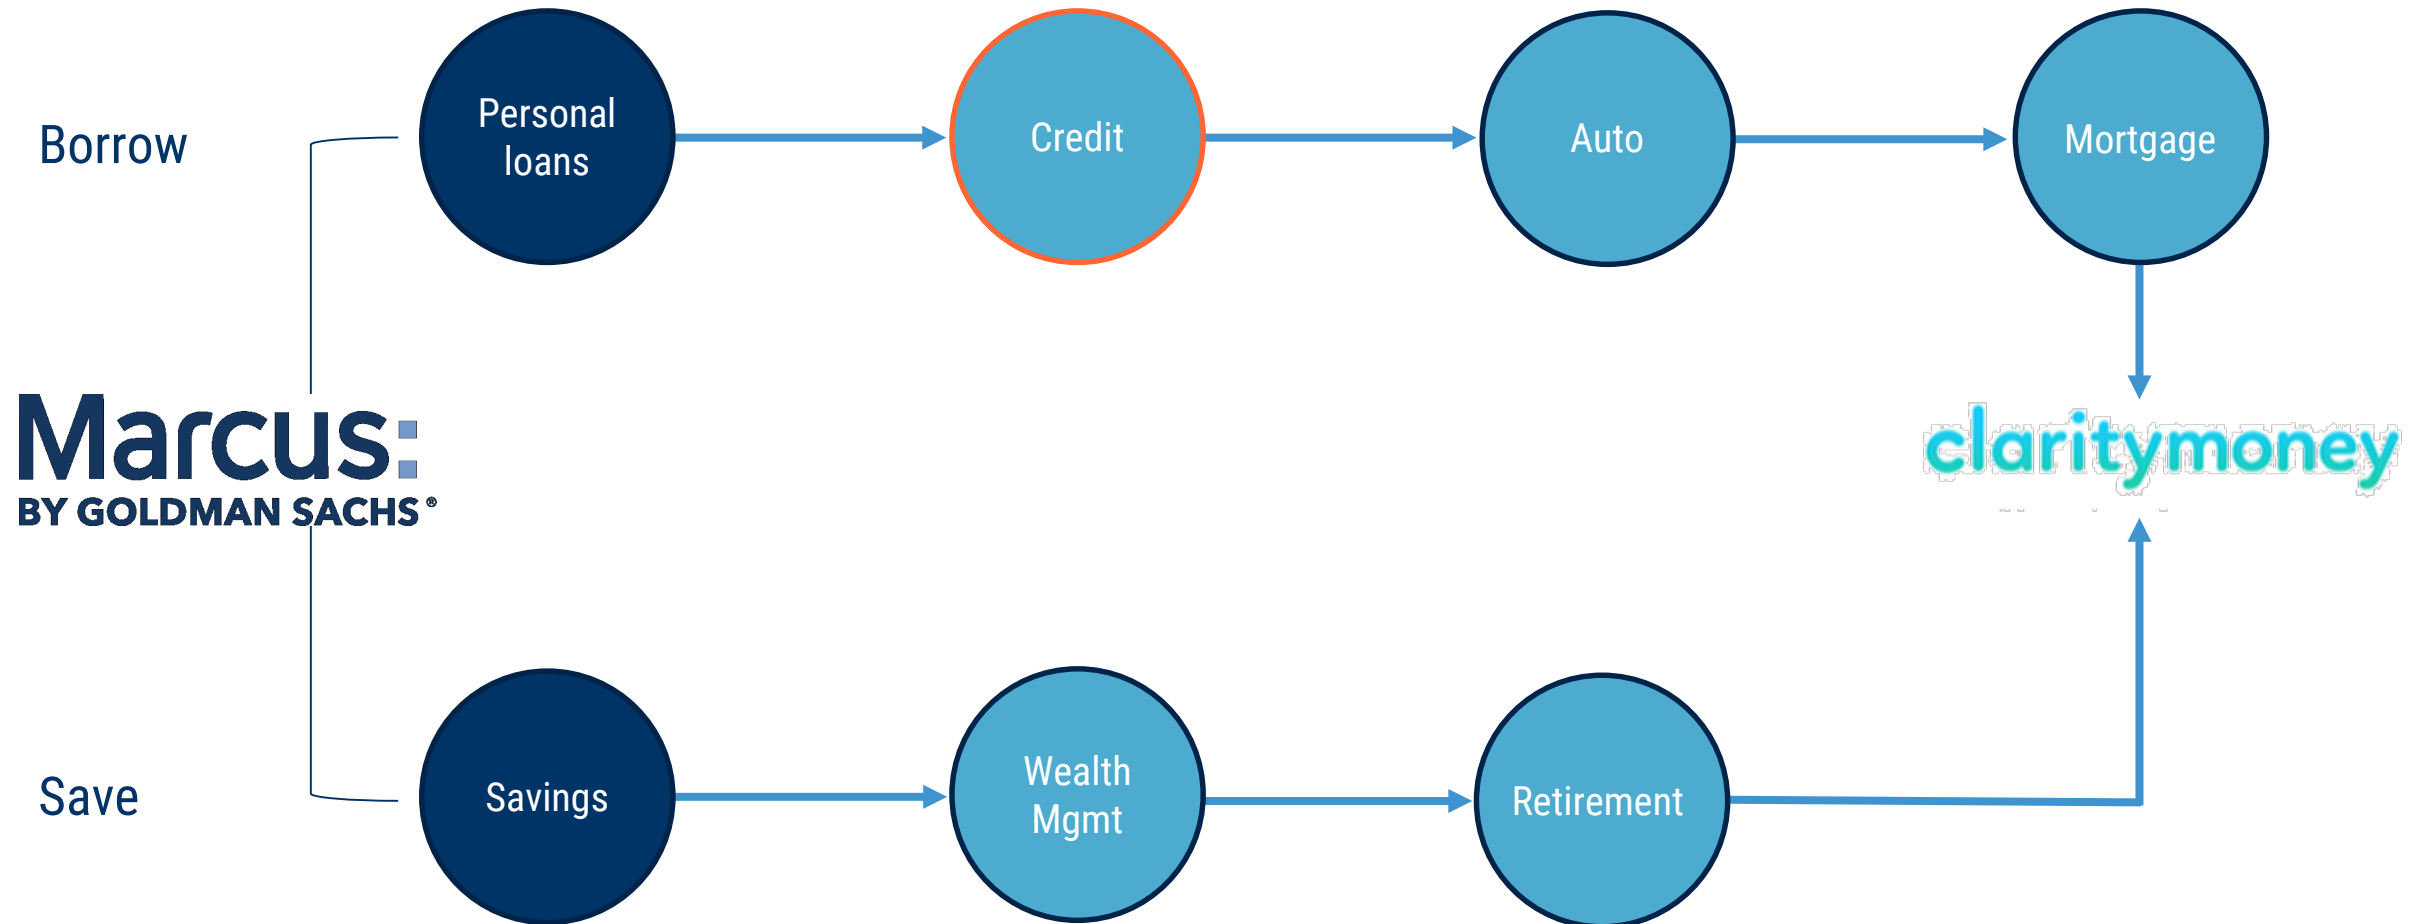 Borrow
Personal
loans
Credit
Auto
Mortgage
Marcus:
BY GOLDMAN SACHS®
claritymoney
Save
Savings
Wealth
Mgmt
Retirement